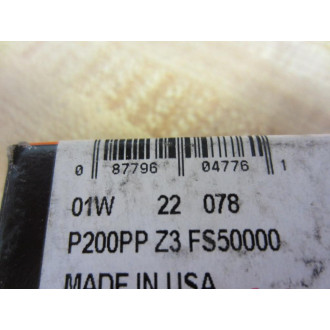 0 87796 04776 1
01W 22 078
P200PP Z3 FS50000
MADE IN USA